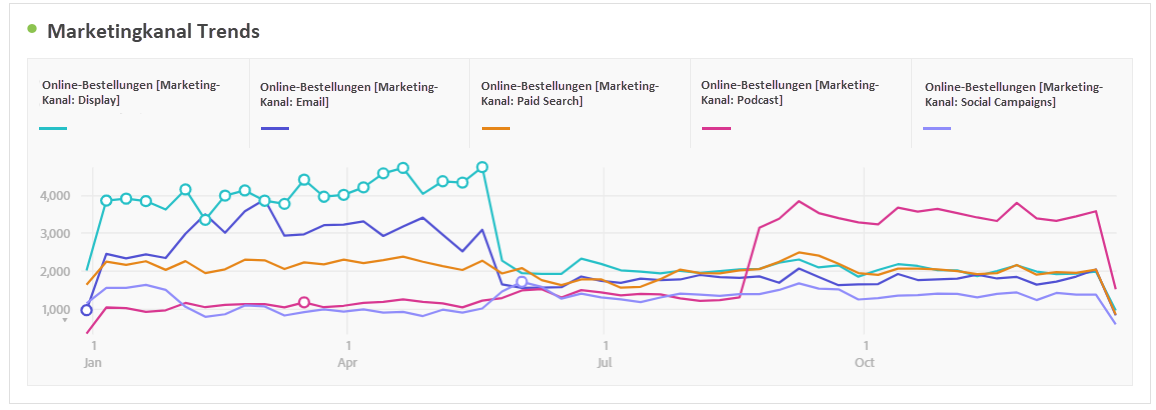 Marketingkanal Trends
Online-Bestellungen [Marketing-
Kanal: Display]
Online-Bestellungen [Marketing-
Kanal: Email]
Online-Bestellungen [Marketing-
Kanal: Paid Search]
Online-Bestellungen [Marketing-
Kanal: Podcast]
Online-Bestellungen [Marketing-
Kanal: Social Campaigns]
4,000
3,000
2,000
1,000
1
Jan
1
Apr
1
Jul
1
Oct